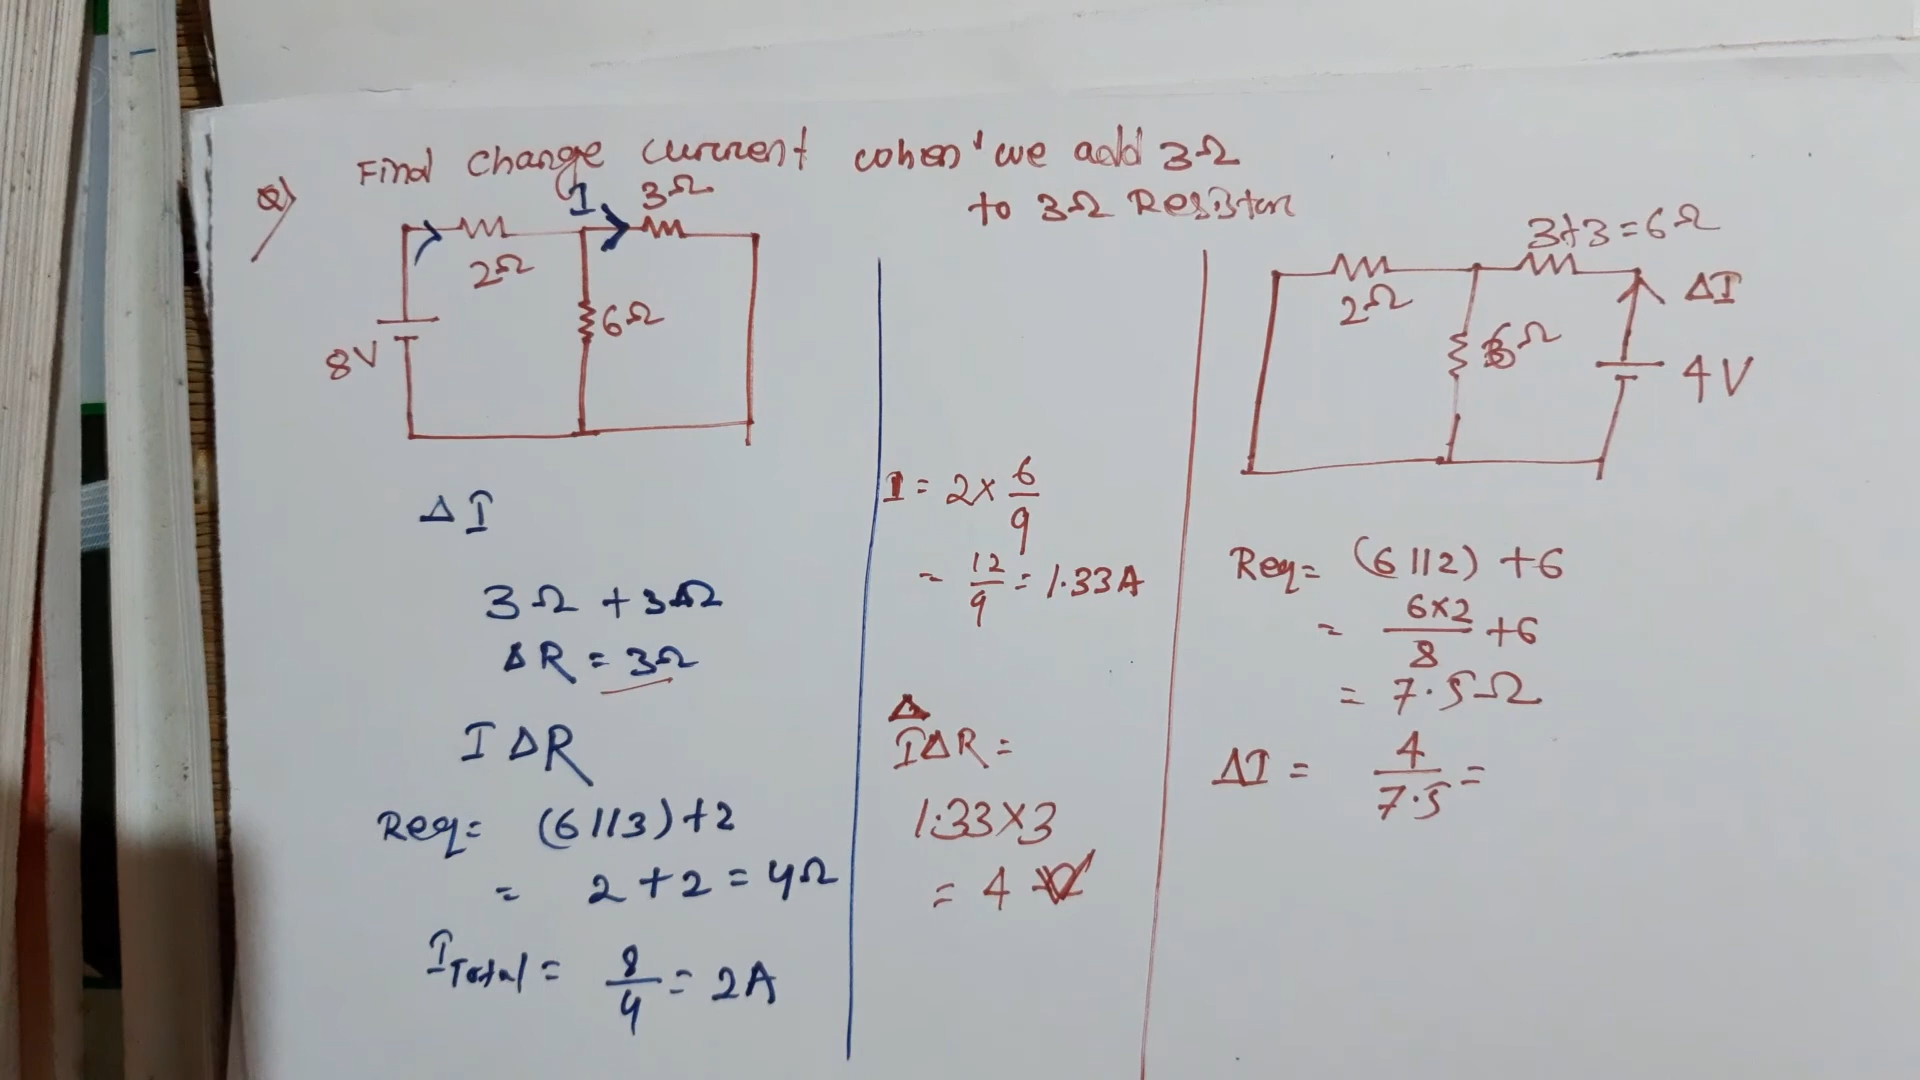 Q) Find change current when we add 3Ω
to 3Ω Resistor
I
3Ω
2Ω
6Ω
8V
ΔI
3Ω + 3Ω
ΔR = 3Ω
IΔR
Req = (6||3)+2
= 2+2 = 4Ω
ITotal = 8/4 = 2A
I = 2 × 6/9
= 12/9 = 1.33A
IΔR =
1.33×3
= 4
3+3=6Ω
2Ω
6Ω
ΔI
4V
Req = (6||2) +6
= 6×2/8 +6
= 7.5Ω
ΔI = 4/7.5 =